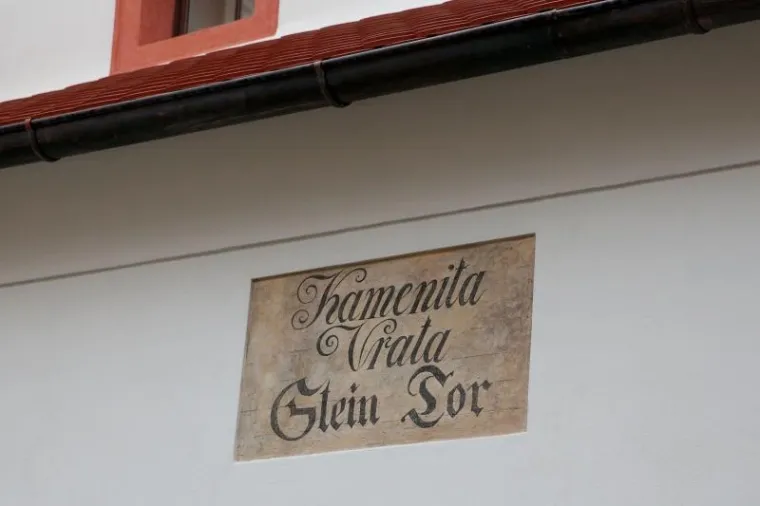 Kamenita
Vrata
Stein Tor